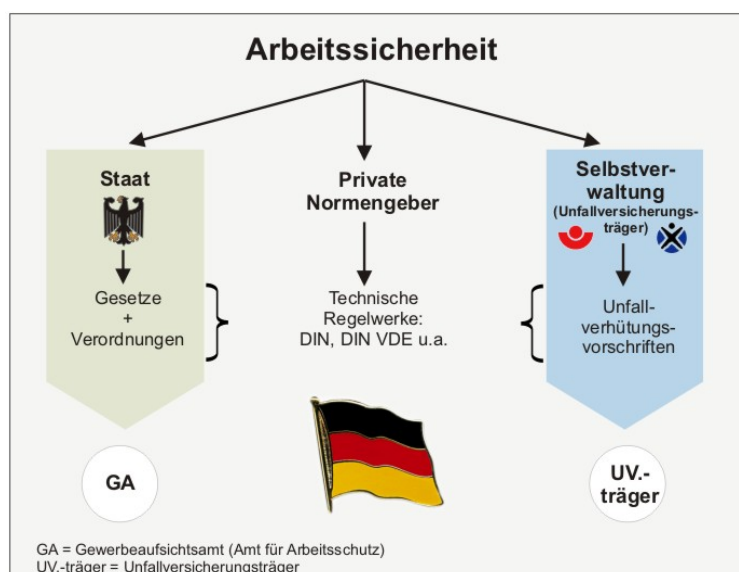 Arbeitssicherheit
Staat
Gesetze
+
Verordnungen
GA
Private
Normengeber
Technische
Regelwerke:
DIN, DIN VDE u.a.
Selbstver-
waltung
(Unfallversicherungs-
träger)
Unfall-
verhütungs-
vorschriften
UV.-
träger
GA = Gewerbeaufsichtsamt (Amt für Arbeitsschutz)
UV.-träger = Unfallversicherungsträger